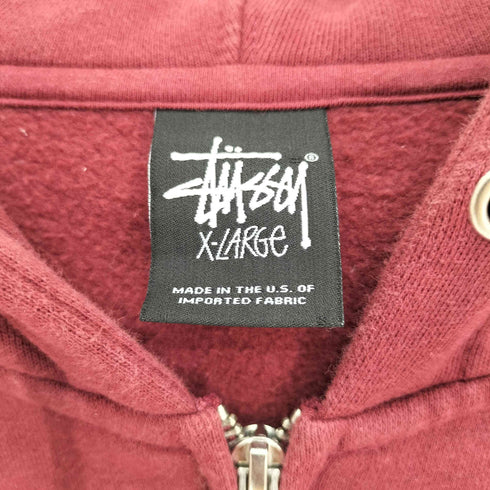 Stüssy®
X-LARGE
MADE IN THE U.S. OF
IMPORTED FABRIC